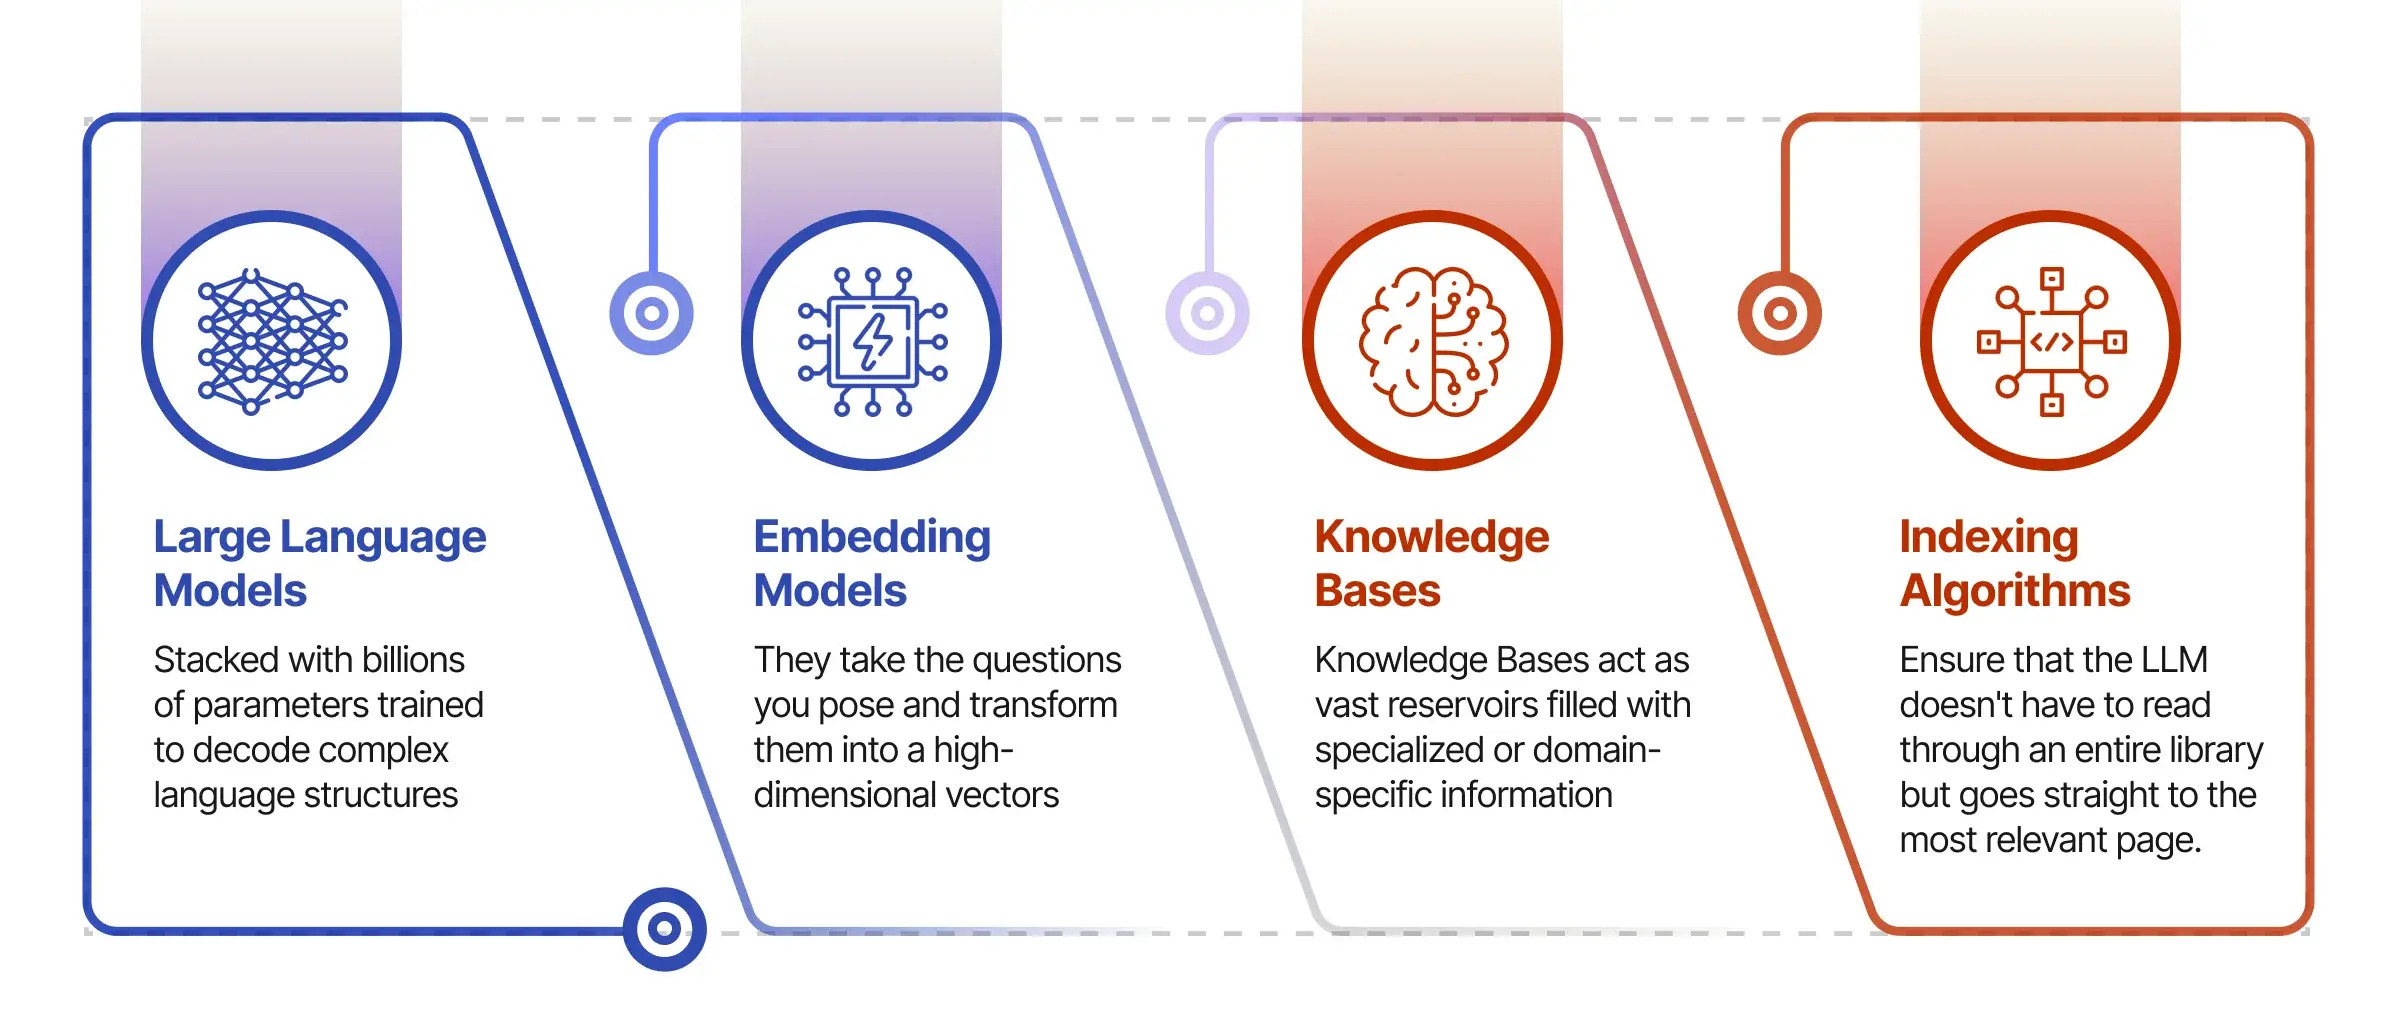 Large Language
Models
Stacked with billions
of parameters trained
to decode complex
language structures
Embedding
Models
They take the questions
you pose and transform
them into a high-
dimensional vectors
Knowledge
Bases
Knowledge Bases act as
vast reservoirs filled with
specialized or domain-
specific information
Indexing
Algorithms
Ensure that the LLM
doesn't have to read
through an entire library
but goes straight to the
most relevant page.